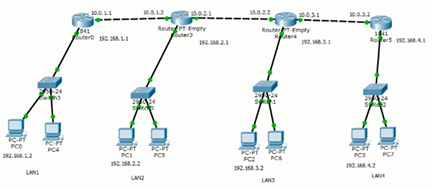 10.0.1.1
10.0.1.2
10.0.2.1
10.0.2.2
10.0.3.1
10.0.3.2
1841
Router0
Router-PT-Empty
Router3
Router-PT-Empty
Router4
1841
Router5
192.168.1.1
192.168.2.1
192.168.3.1
192.168.4.1
2950-24
Switch3
2950-24
2950-24
Switch1
2950-24
Switch2
PC-PT
PC0
PC-PT
PC4
PC-PT
PC1
PC-PT
PC5
PC-PT
PC2
PC-PT
PC6
PC-PT
PC3
PC-PT
PC7
192.168.1.2
192.168.2.2
192.168.3.2
192.168.4.2
LAN1
LAN2
LAN3
LAN4